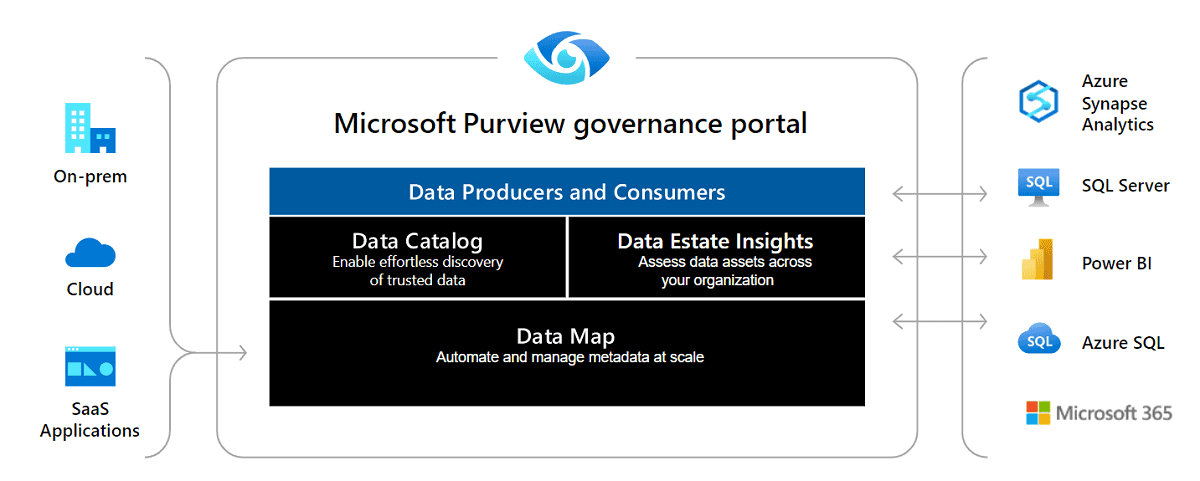 On-prem
Cloud
SaaS
Applications
Microsoft Purview governance portal
Data Producers and Consumers
Data Catalog
Enable effortless discovery
of trusted data
Data Estate Insights
Assess data assets across
your organization
Data Map
Automate and manage metadata at scale
Azure
Synapse
Analytics
SQL
SQL Server
Power BI
SQL
Azure SQL
Microsoft 365